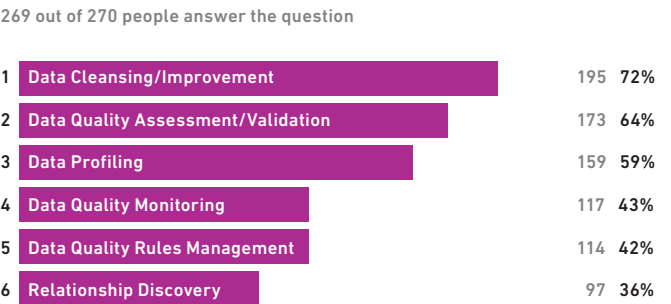 269 out of 270 people answer the question
1 Data Cleansing/Improvement 195 72%
2 Data Quality Assessment/Validation 173 64%
3 Data Profiling 159 59%
4 Data Quality Monitoring 117 43%
5 Data Quality Rules Management 114 42%
6 Relationship Discovery 97 36%